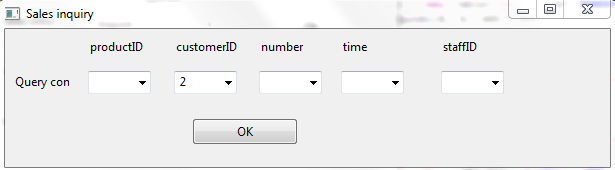 Sales inquiry
productID customerID number time staffID
Query con 2
OK